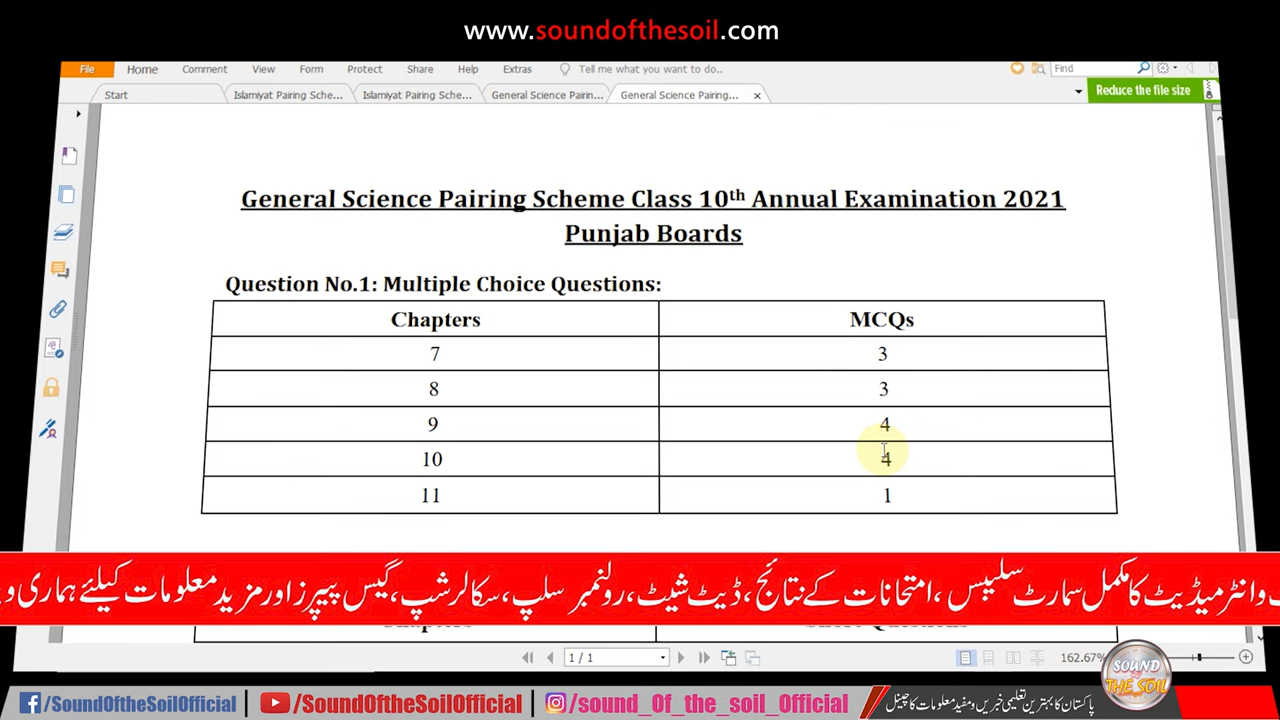 www.soundofthesoil.com
File Home Comment View Form Protect Share Help Extras Tell me what you want to do.. Find
Start Islamiyat Pairing Sche... Islamiyat Pairing Sche... General Science Pairin... General Science Pairing... Reduce the file size
General Science Pairing Scheme Class 10th Annual Examination 2021
Punjab Boards
Question No.1: Multiple Choice Questions:
Chapters MCQs
7 3
8 3
9 4
10 4
11 1
وانٹرمیڈیٹ کا مکمل سمارٹ سلیبس، امتحانات کے نتائج، ڈیٹ شیٹ، رولنمبر سلپ، سکالرشپ، گیس پیپرز اور مزید معلومات کیلئے ہماری
1 / 1 162.67%
SOUND
OF
THE SOIL
/SoundOftheSoilOfficial /SoundOftheSoilOfficial /sound_Of_the_soil_Official پاکستان کا بہترین تعلیمی خبریں و مفید معلومات کا چینل